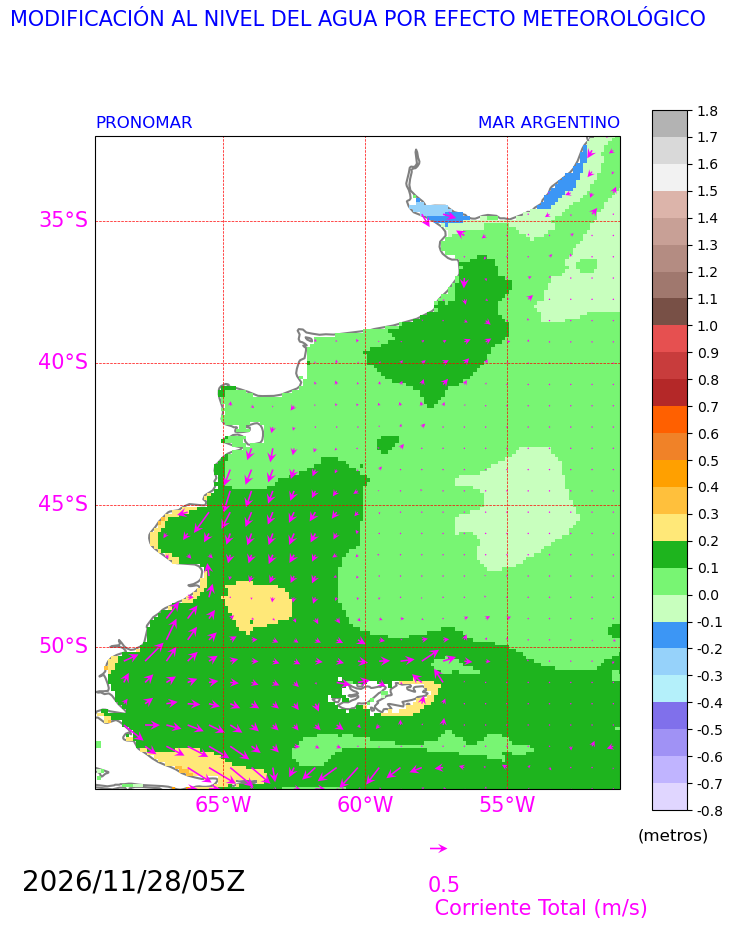 MODIFICACIÓN AL NIVEL DEL AGUA POR EFECTO METEOROLÓGICO
PRONOMAR
MAR ARGENTINO
35°S
40°S
45°S
50°S
65°W
60°W
55°W
1.8
1.7
1.6
1.5
1.4
1.3
1.2
1.1
1.0
0.9
0.8
0.7
0.6
0.5
0.4
0.3
0.2
0.1
0.0
-0.1
-0.2
-0.3
-0.4
-0.5
-0.6
-0.7
-0.8
(metros)
2026/11/28/05Z
0.5
Corriente Total (m/s)